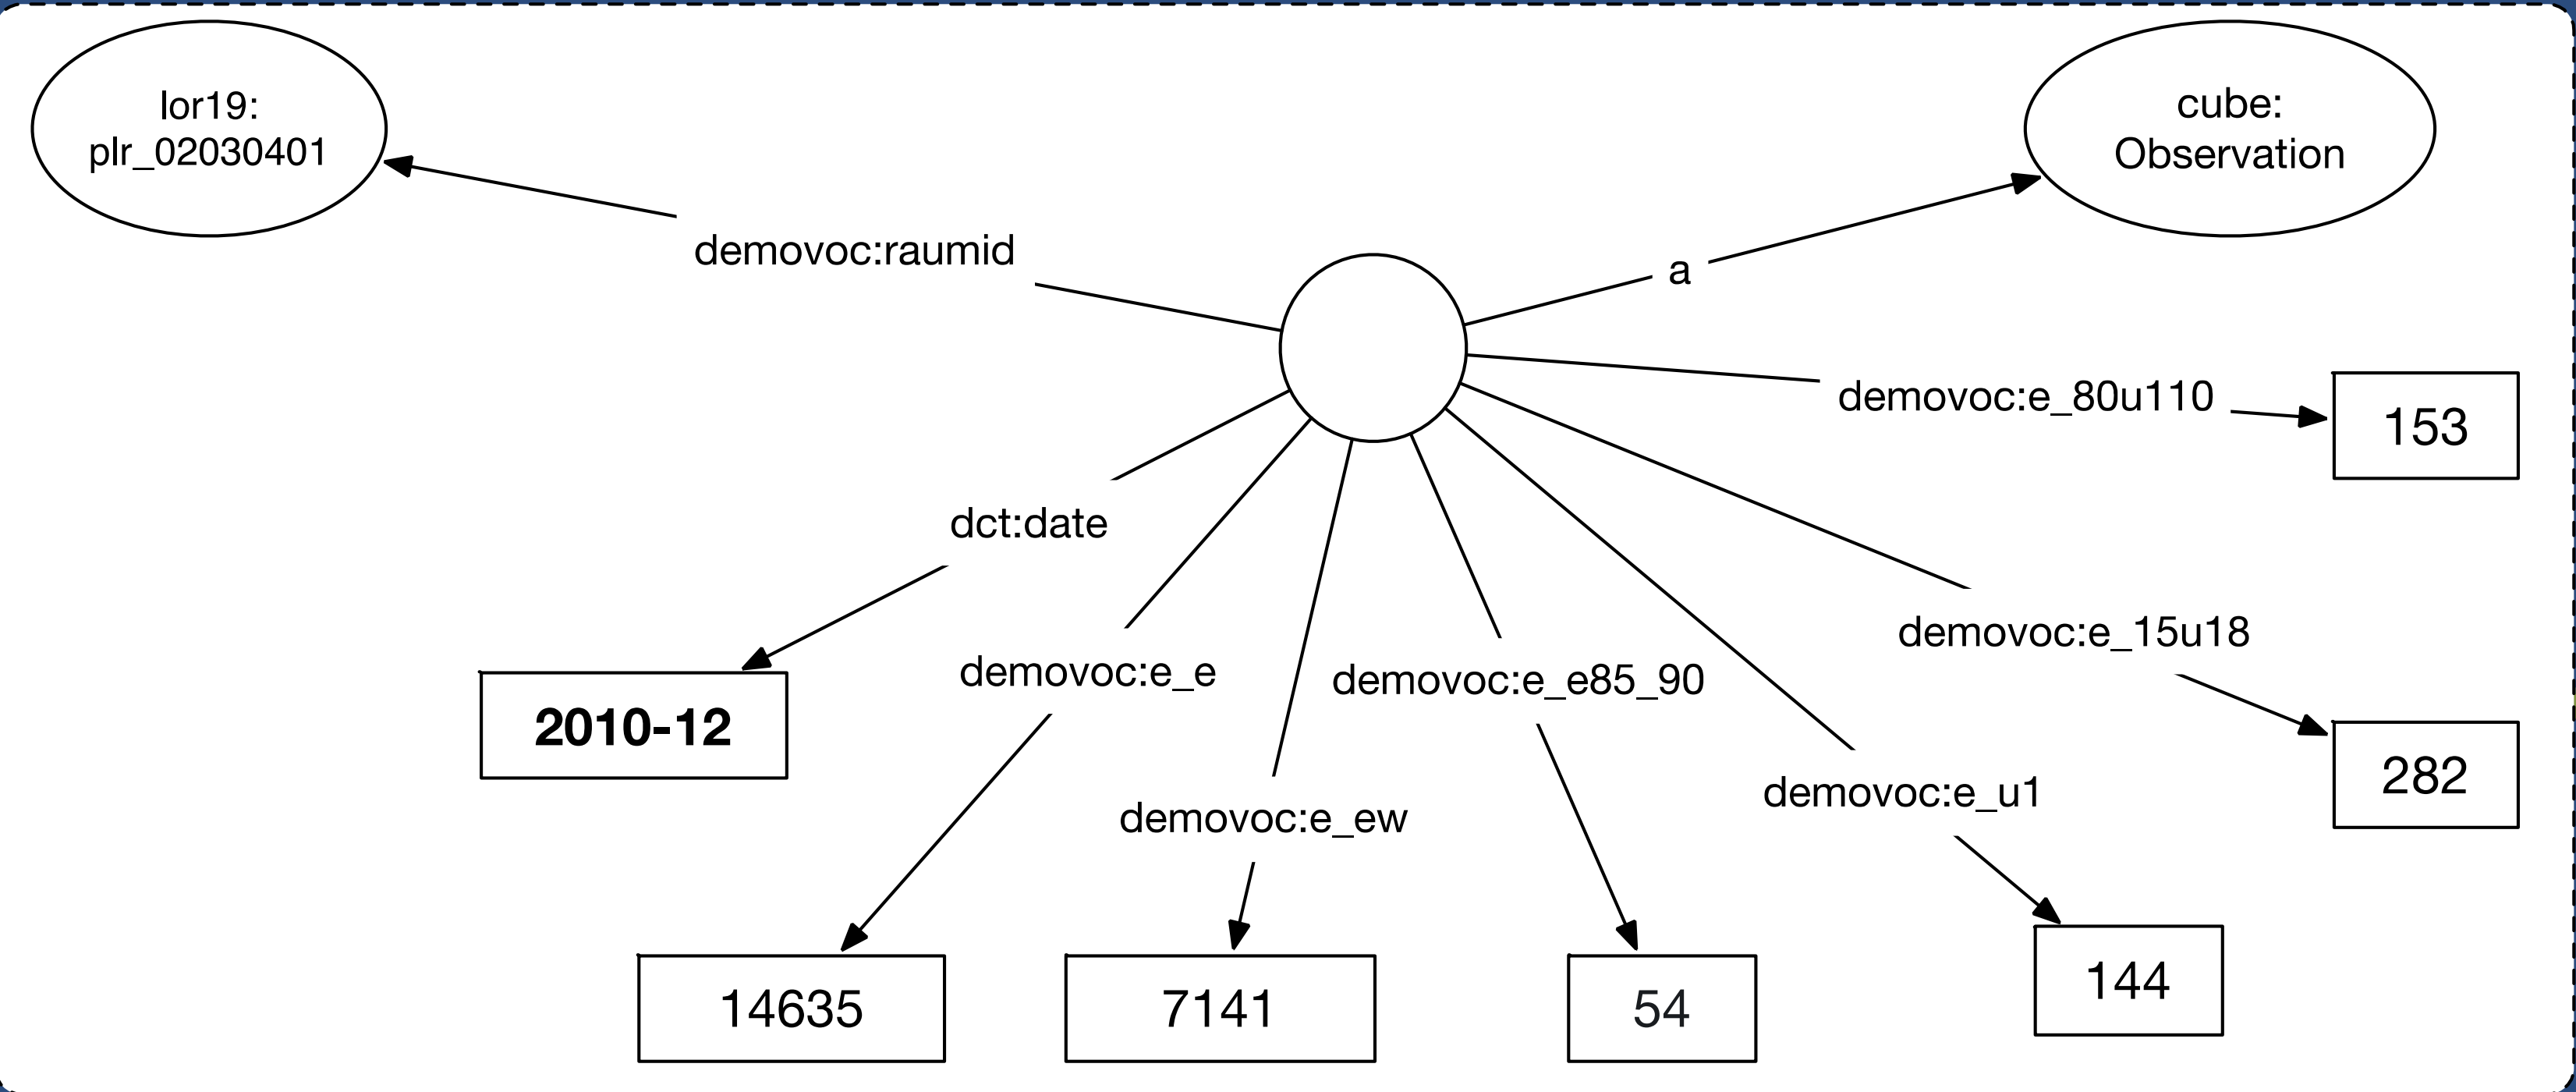 lor19:
plr_02030401
cube:
Observation
demovoc:raumid
a
demovoc:e_80u110
153
dct:date
demovoc:e_15u18
demovoc:e_e
demovoc:e_e85_90
2010-12
282
demovoc:e_u1
demovoc:e_ew
144
14635
7141
54